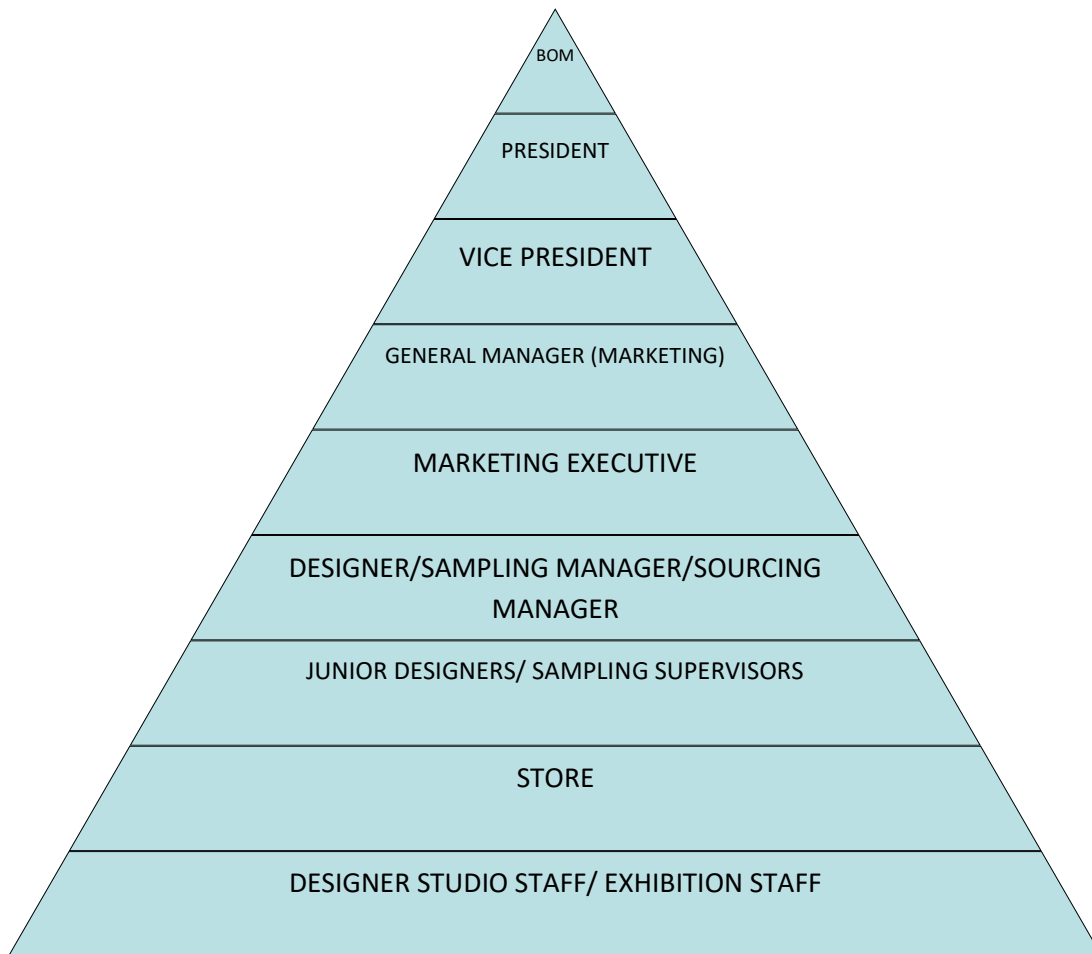 BOM
PRESIDENT
VICE PRESIDENT
GENERAL MANAGER (MARKETING)
MARKETING EXECUTIVE
DESIGNER/SAMPLING MANAGER/SOURCING
MANAGER
JUNIOR DESIGNERS/ SAMPLING SUPERVISORS
STORE
DESIGNER STUDIO STAFF/ EXHIBITION STAFF